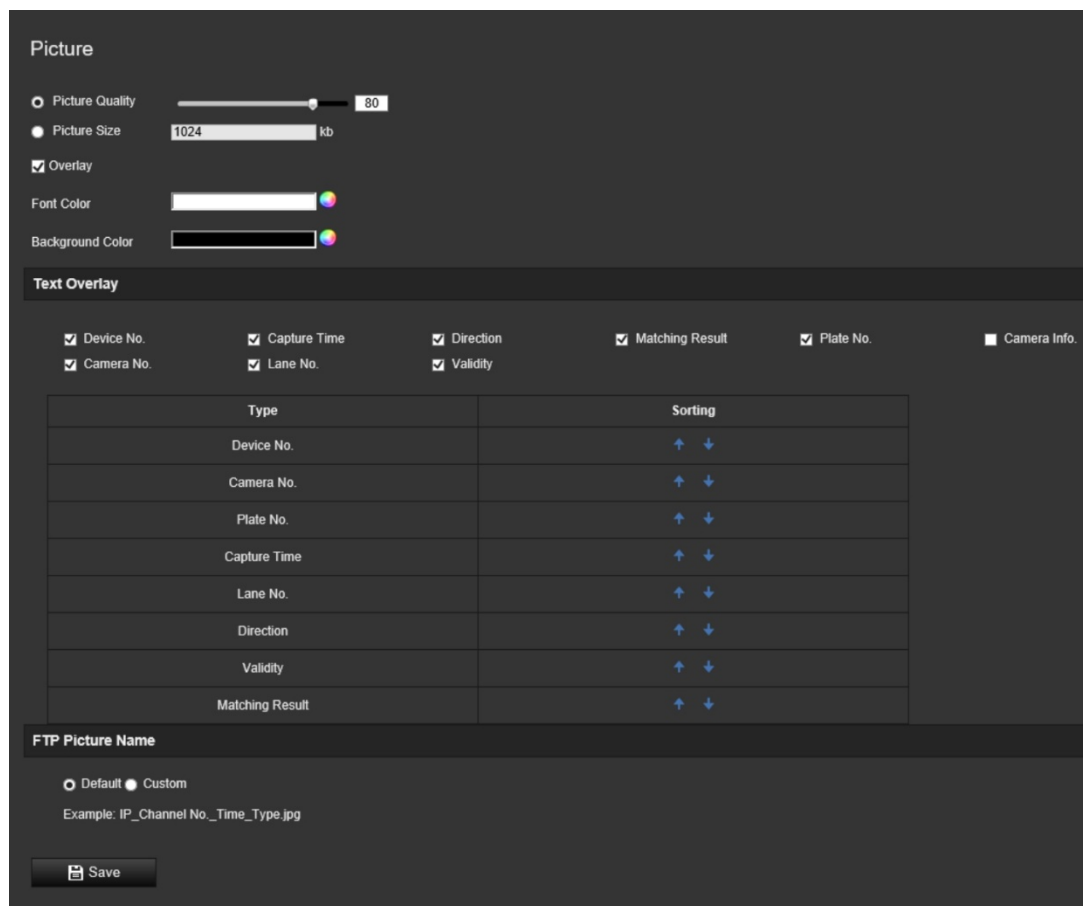 Picture
Picture Quality 80
Picture Size 1024 kb
Overlay
Font Color
Background Color
Text Overlay
Device No. Capture Time Direction Matching Result Plate No. Camera Info.
Camera No. Lane No. Validity
Type Sorting
Device No.
Camera No.
Plate No.
Capture Time
Lane No.
Direction
Validity
Matching Result
FTP Picture Name
Default Custom
Example: IP_Channel No._Time_Type.jpg
Save